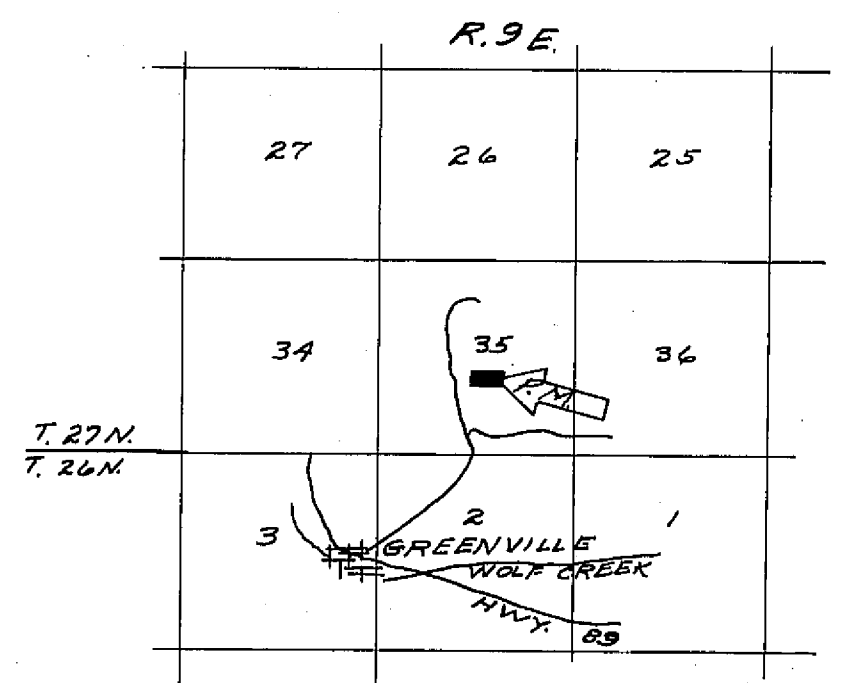 R. 9 E.
27 26 25
34 35 36
P.M.
T. 27 N.
T. 26 N.
3 2 1
GREENVILLE
WOLF CREEK
HWY. 89